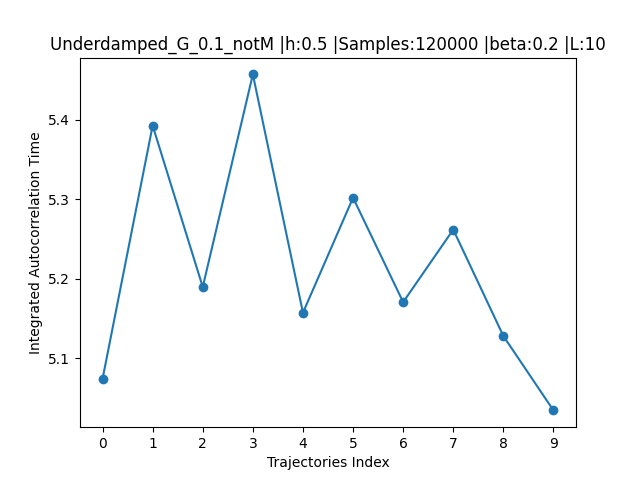 Underdamped_G_0.1_notM |h:0.5 |Samples:120000 |beta:0.2 |L:10
5.4
5.3
5.2
5.1
Integrated Autocorrelation Time
0 1 2 3 4 5 6 7 8 9
Trajectories Index